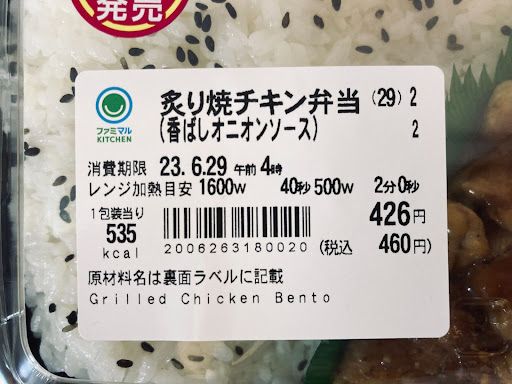 発売
ファミマル
KITCHEN
炙り焼チキン弁当 (29) 2
(香ばしオニオンソース) 2
消費期限 23. 6.29 午前 4時
レンジ加熱目安 1600w 40秒 500w 2分0秒
1包装当り
535
kcal
426円
2006263180020 (税込 460円)
原材料名は裏面ラベルに記載
Grilled Chicken Bento